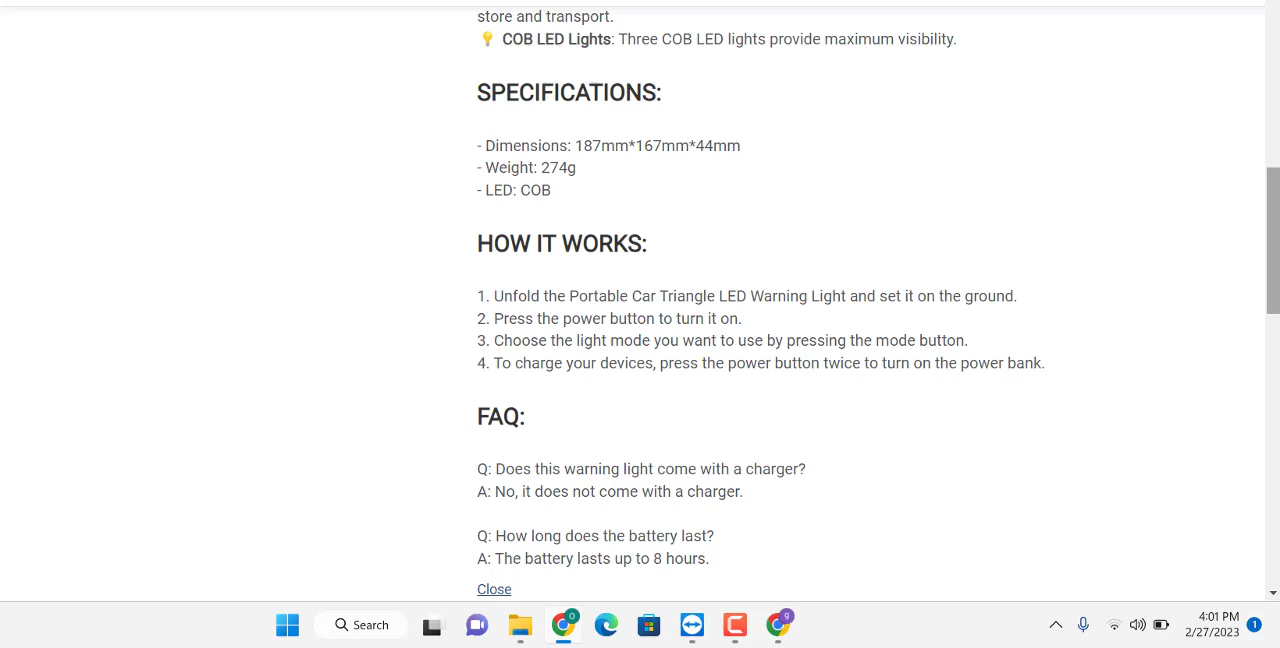 store and transport.
💡 COB LED Lights: Three COB LED lights provide maximum visibility.
SPECIFICATIONS:
- Dimensions: 187mm*167mm*44mm
- Weight: 274g
- LED: COB
HOW IT WORKS:
1. Unfold the Portable Car Triangle LED Warning Light and set it on the ground.
2. Press the power button to turn it on.
3. Choose the light mode you want to use by pressing the mode button.
4. To charge your devices, press the power button twice to turn on the power bank.
FAQ:
Q: Does this warning light come with a charger?
A: No, it does not come with a charger.
Q: How long does the battery last?
A: The battery lasts up to 8 hours.
Close
Search
0
9
4:01 PM
2/27/2023
1